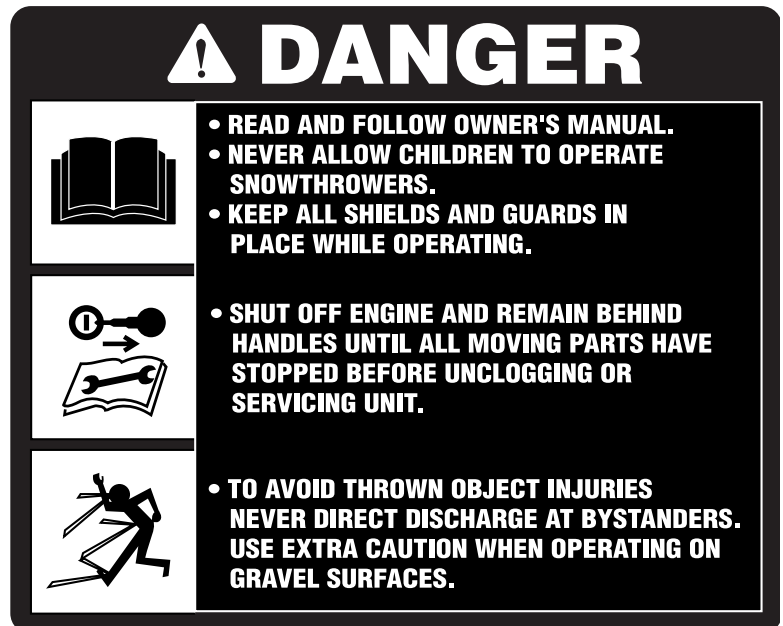 DANGER
• READ AND FOLLOW OWNER'S MANUAL.
• NEVER ALLOW CHILDREN TO OPERATE
SNOWTHROWERS.
• KEEP ALL SHIELDS AND GUARDS IN
PLACE WHILE OPERATING.
• SHUT OFF ENGINE AND REMAIN BEHIND
HANDLES UNTIL ALL MOVING PARTS HAVE
STOPPED BEFORE UNCLOGGING OR
SERVICING UNIT.
• TO AVOID THROWN OBJECT INJURIES
NEVER DIRECT DISCHARGE AT BYSTANDERS.
USE EXTRA CAUTION WHEN OPERATING ON
GRAVEL SURFACES.